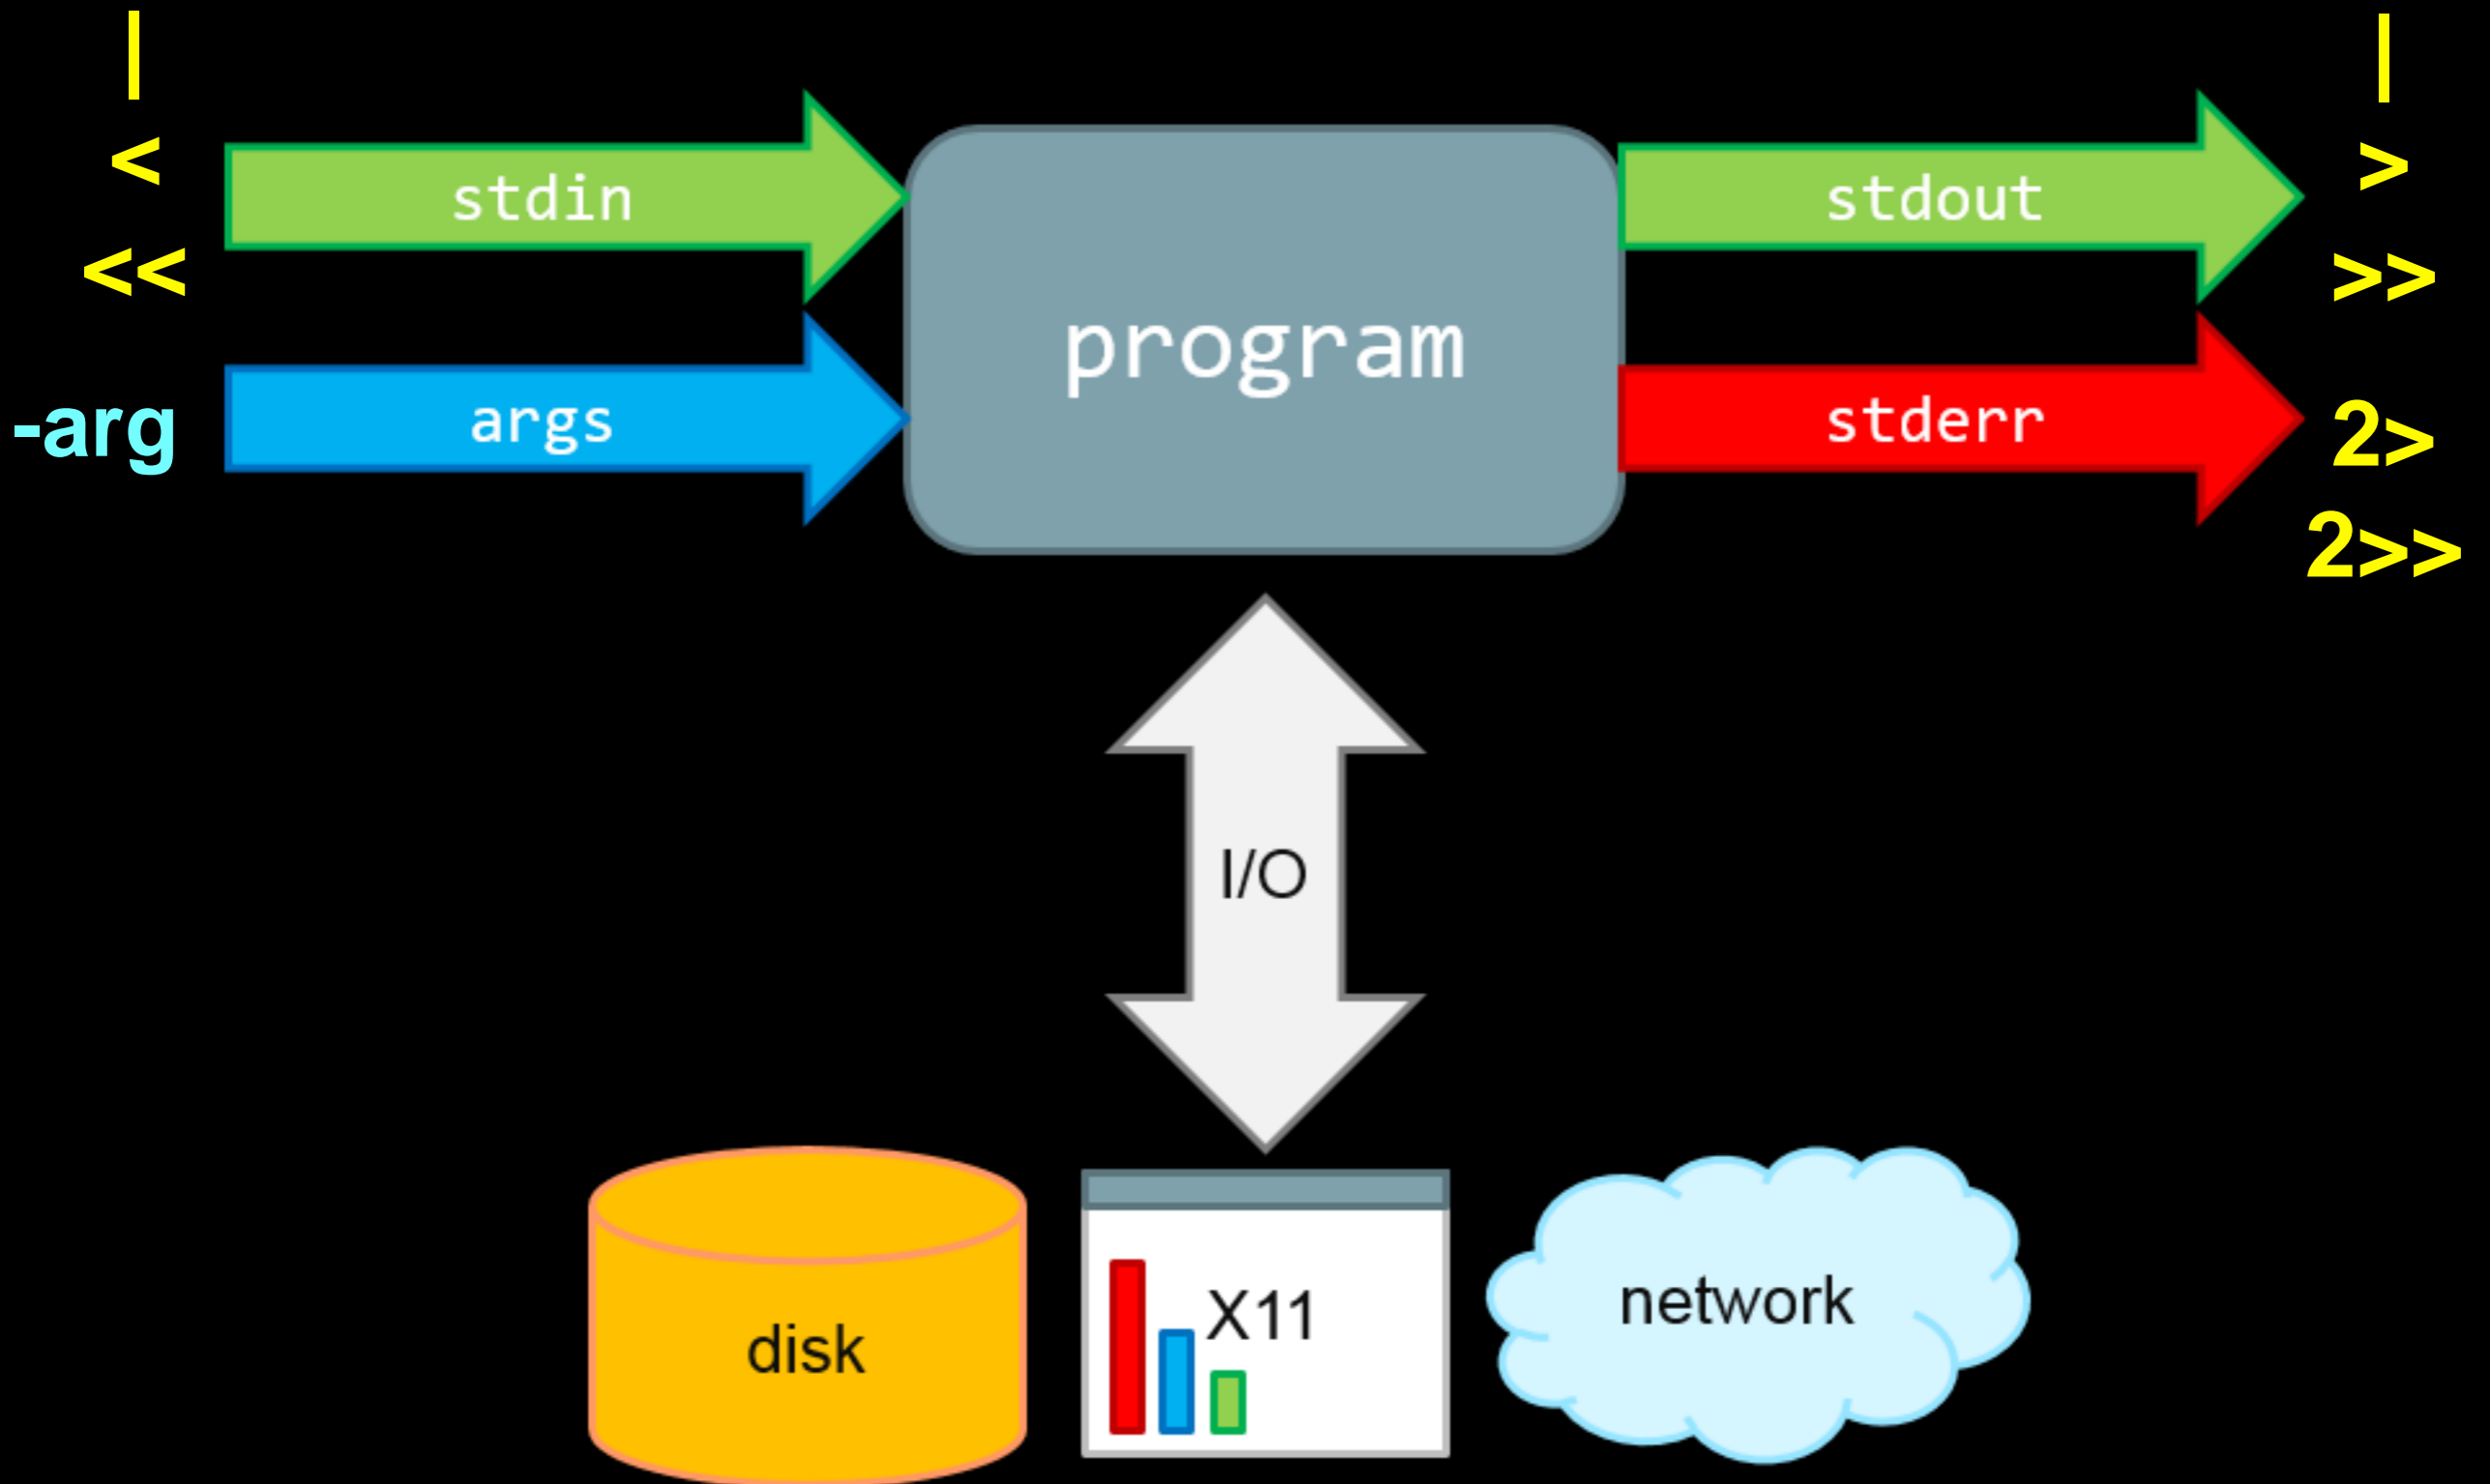 |
<
<<
-arg
stdin
args
program
stdout
stderr
|
>
>>
2>
2>>
I/O
disk
X11
network